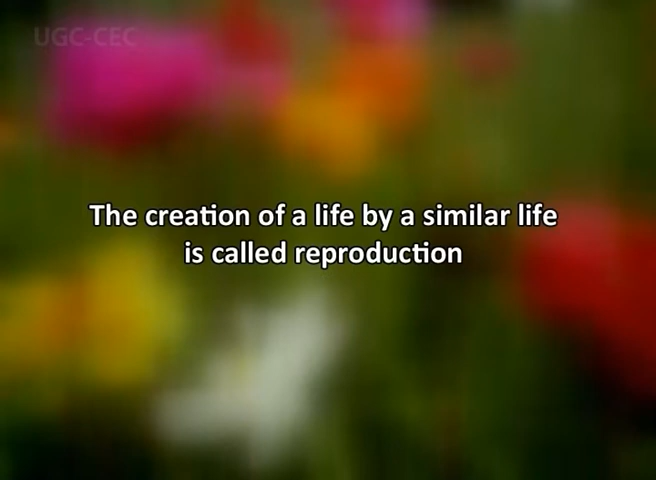 UGC-CEC
The creation of a life by a similar life
is called reproduction